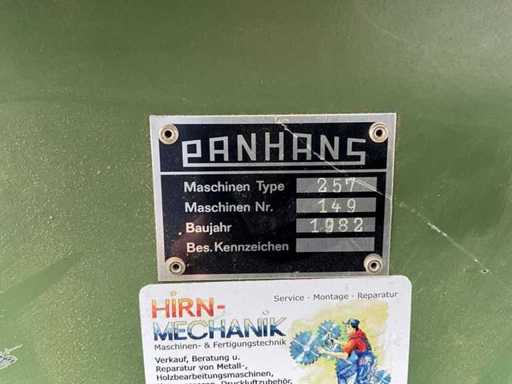 PANHANS
Maschinen Type 257
Maschinen Nr. 149
Baujahr 1982
Bes. Kennzeichen
HIRN-
MECHANIK
Service - Montage - Reparatur
Maschinen- & Fertigungstechnik
Verkauf, Beratung u.
Reparatur von Metall-,
Holzbearbeitungsmaschinen,
Druckluftzubehör,